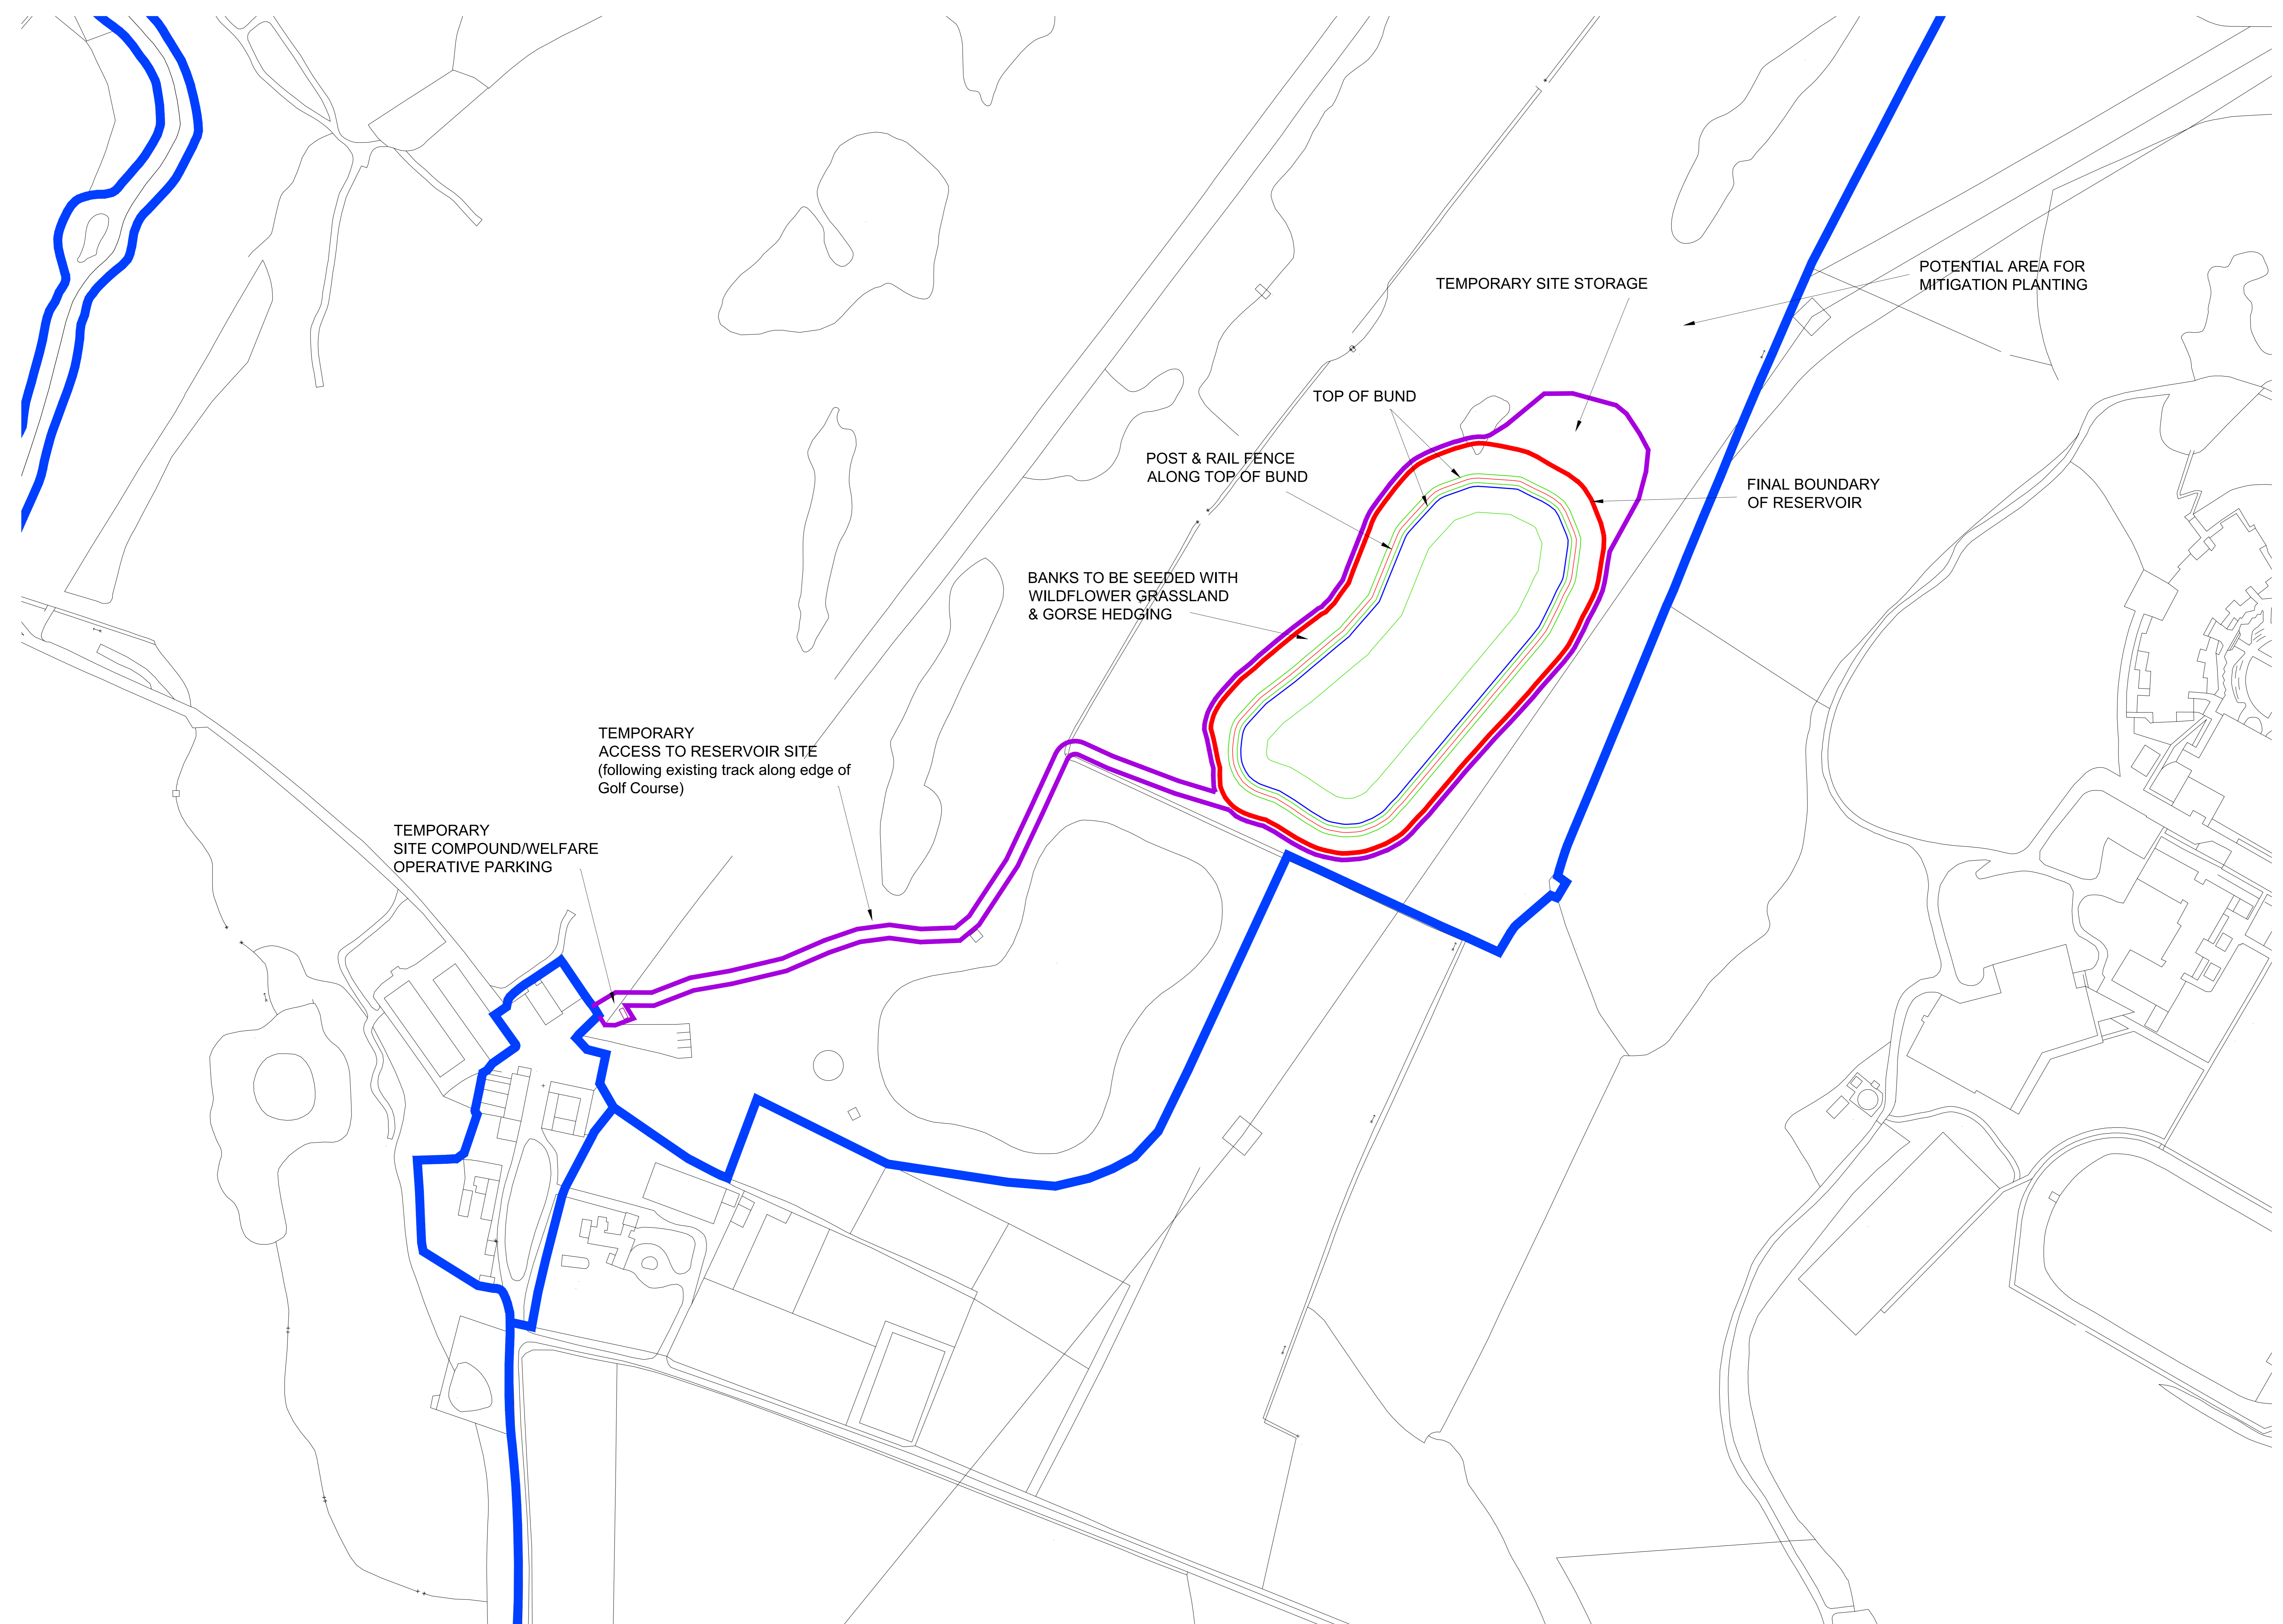 POTENTIAL AREA FOR
MITIGATION PLANTING
TEMPORARY SITE STORAGE
TOP OF BUND
POST & RAIL FENCE
ALONG TOP OF BUND
FINAL BOUNDARY
OF RESERVOIR
BANKS TO BE SEEDED WITH
WILDFLOWER GRASSLAND
& GORSE HEDGING
TEMPORARY
ACCESS TO RESERVOIR SITE
(following existing track along edge of
Golf Course)
TEMPORARY
SITE COMPOUND/WELFARE
OPERATIVE PARKING